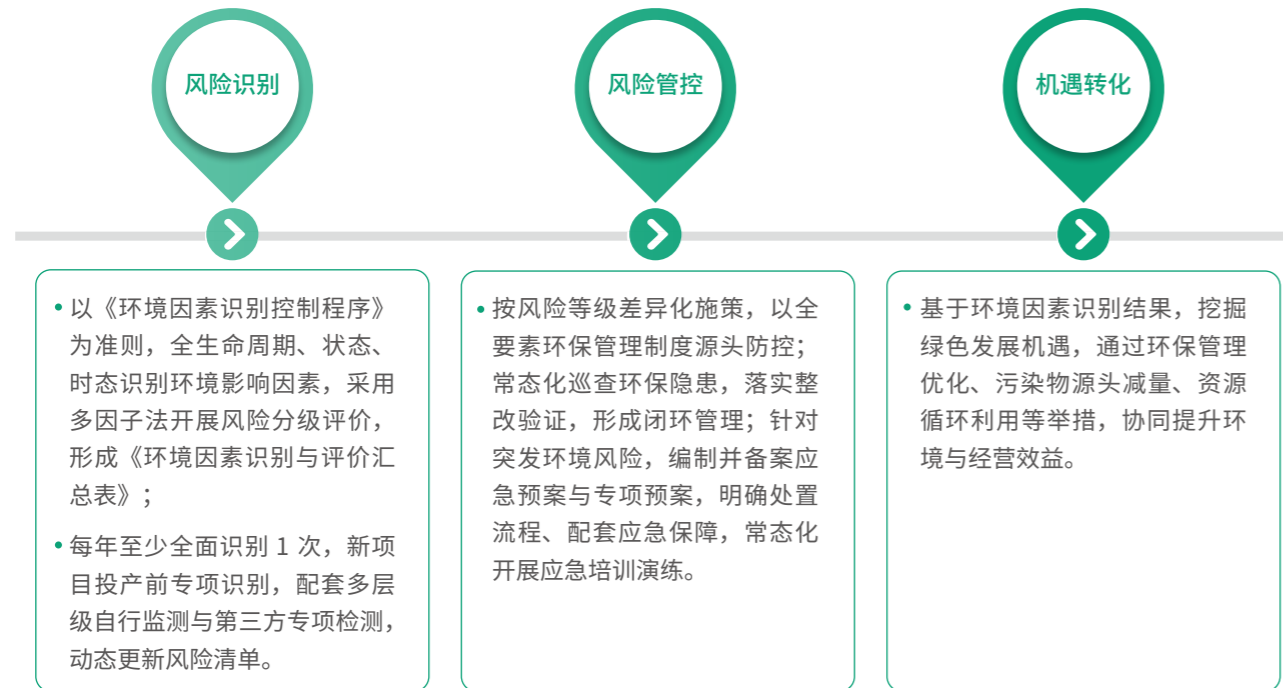 风险识别
风险管控
机遇转化
• 以《环境因素识别控制程序》
为准则，全生命周期、状态、
时态识别环境影响因素，采用
多因子法开展风险分级评价，
形成《环境因素识别与评价汇
总表》；
• 每年至少全面识别 1 次，新项
目投产前专项识别，配套多层
级自行监测与第三方专项检测，
动态更新风险清单。
• 按风险等级差异化施策，以全
要素环保管理制度源头防控；
常态化巡查环保隐患，落实整
改验证，形成闭环管理；针对
突发环境风险，编制并备案应
急预案与专项预案，明确处置
流程、配套应急保障，常态化
开展应急培训演练。
• 基于环境因素识别结果，挖掘
绿色发展机遇，通过环保管理
优化、污染物源头减量、资源
循环利用等举措，协同提升环
境与经营效益。